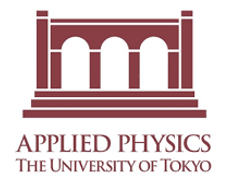 APPLIED PHYSICS
THE UNIVERSITY OF TOKYO